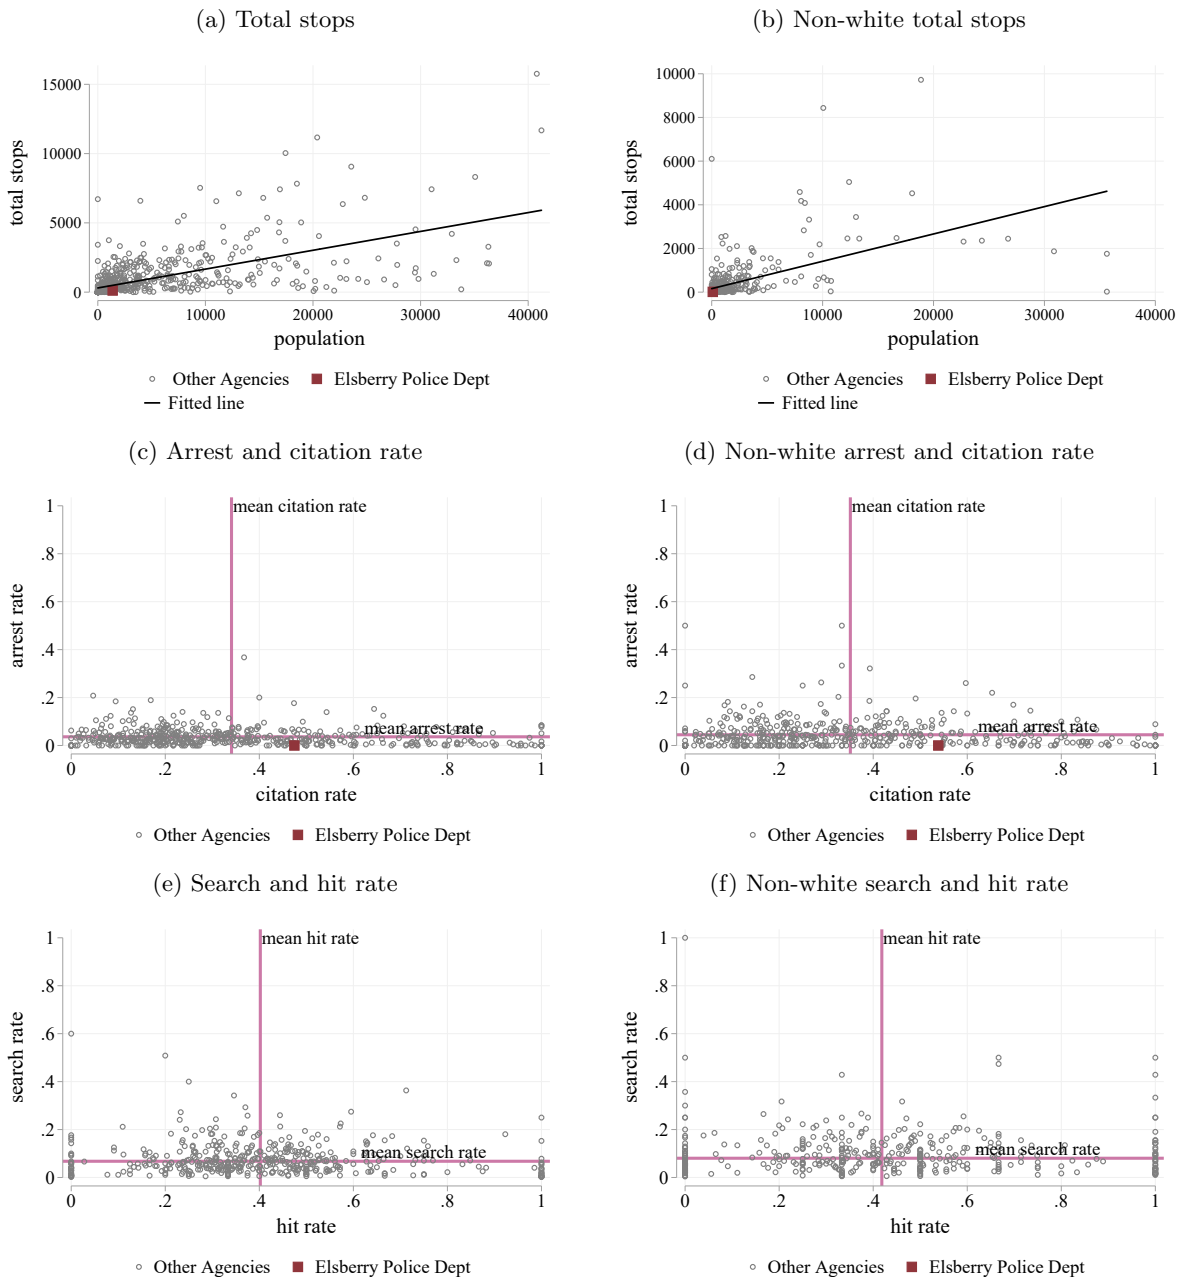 (a) Total stops
total stops
15000
10000
5000
0
0 10000 20000 30000 40000
population
Other Agencies Elsberry Police Dept
Fitted line
(b) Non-white total stops
total stops
10000
8000
6000
4000
2000
0
0 10000 20000 30000 40000
population
Other Agencies Elsberry Police Dept
Fitted line
(c) Arrest and citation rate
arrest rate
1
.8
.6
.4
.2
0
mean citation rate
mean arrest rate
0 .2 .4 .6 .8 1
citation rate
Other Agencies Elsberry Police Dept
(d) Non-white arrest and citation rate
arrest rate
1
.8
.6
.4
.2
0
mean citation rate
mean arrest rate
0 .2 .4 .6 .8 1
citation rate
Other Agencies Elsberry Police Dept
(e) Search and hit rate
search rate
1
.8
.6
.4
.2
0
mean hit rate
mean search rate
0 .2 .4 .6 .8 1
hit rate
Other Agencies Elsberry Police Dept
(f) Non-white search and hit rate
search rate
1
.8
.6
.4
.2
0
mean hit rate
mean search rate
0 .2 .4 .6 .8 1
hit rate
Other Agencies Elsberry Police Dept